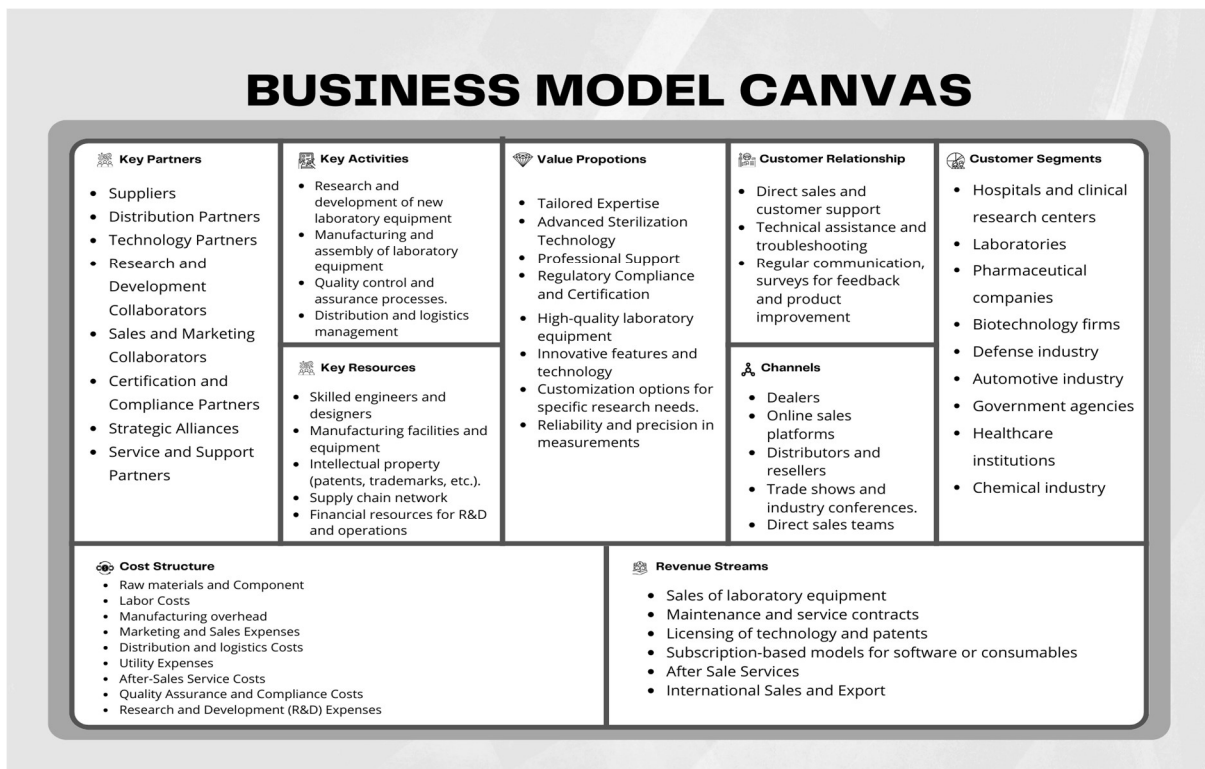 BUSINESS MODEL CANVAS
Key Partners
• Suppliers
• Distribution Partners
• Technology Partners
• Research and
Development
Collaborators
• Sales and Marketing
Collaborators
• Certification and
Compliance Partners
• Strategic Alliances
• Service and Support
Partners
Key Activities
• Research and
development of new
laboratory equipment
• Manufacturing and
assembly of laboratory
equipment
• Quality control and
assurance processes.
• Distribution and logistics
management
Key Resources
• Skilled engineers and
designers
• Manufacturing facilities and
equipment
• Intellectual property
(patents, trademarks, etc.).
• Supply chain network
• Financial resources for R&D
and operations
Value Propotions
• Tailored Expertise
• Advanced Sterilization
Technology
• Professional Support
• Regulatory Compliance
and Certification
• High-quality laboratory
equipment
• Innovative features and
technology
• Customization options for
specific research needs.
• Reliability and precision in
measurements
Customer Relationship
• Direct sales and
customer support
• Technical assistance and
troubleshooting
• Regular communication,
surveys for feedback
and product
improvement
Channels
• Dealers
• Online sales
platforms
• Distributors and
resellers
• Trade shows and
industry conferences.
• Direct sales teams
Customer Segments
• Hospitals and clinical
research centers
• Laboratories
• Pharmaceutical
companies
• Biotechnology firms
• Defense industry
• Automotive industry
• Government agencies
• Healthcare
institutions
• Chemical industry
Cost Structure
• Raw materials and Component
• Labor Costs
• Manufacturing overhead
• Marketing and Sales Expenses
• Distribution and logistics Costs
• Utility Expenses
• After-Sales Service Costs
• Quality Assurance and Compliance Costs
• Research and Development (R&D) Expenses
Revenue Streams
• Sales of laboratory equipment
• Maintenance and service contracts
• Licensing of technology and patents
• Subscription-based models for software or consumables
• After Sale Services
• International Sales and Export